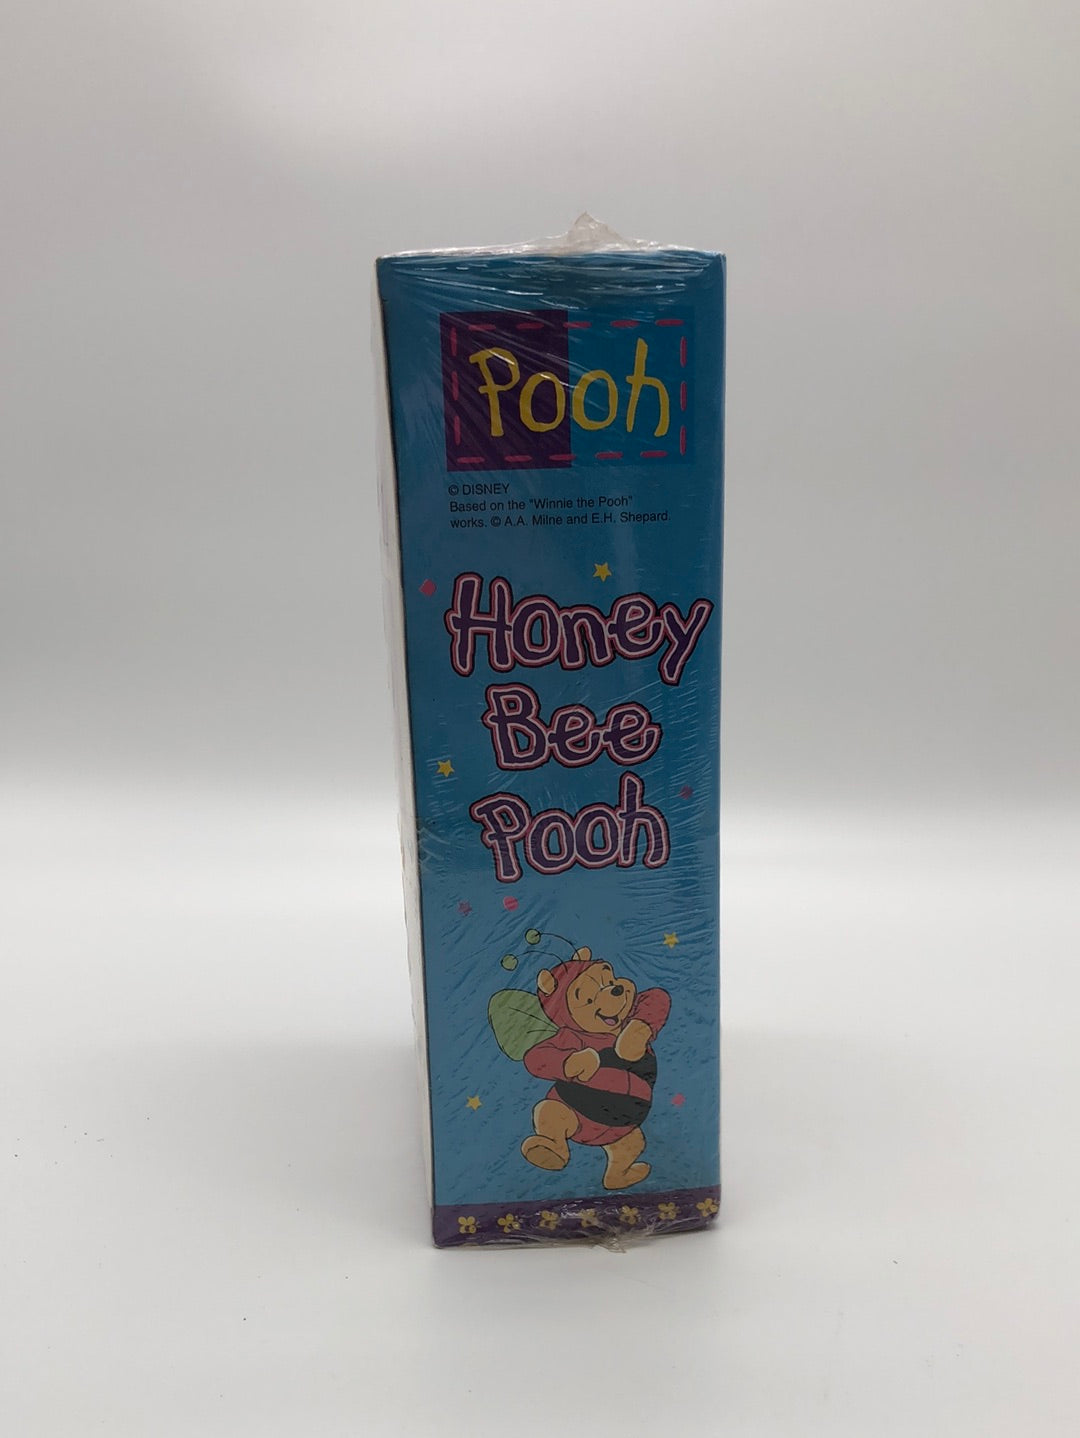 Pooh
© DISNEY
Based on the "Winnie the Pooh"
works. © A.A. Milne and E.H. Shepard.
Honey
Bee
Pooh